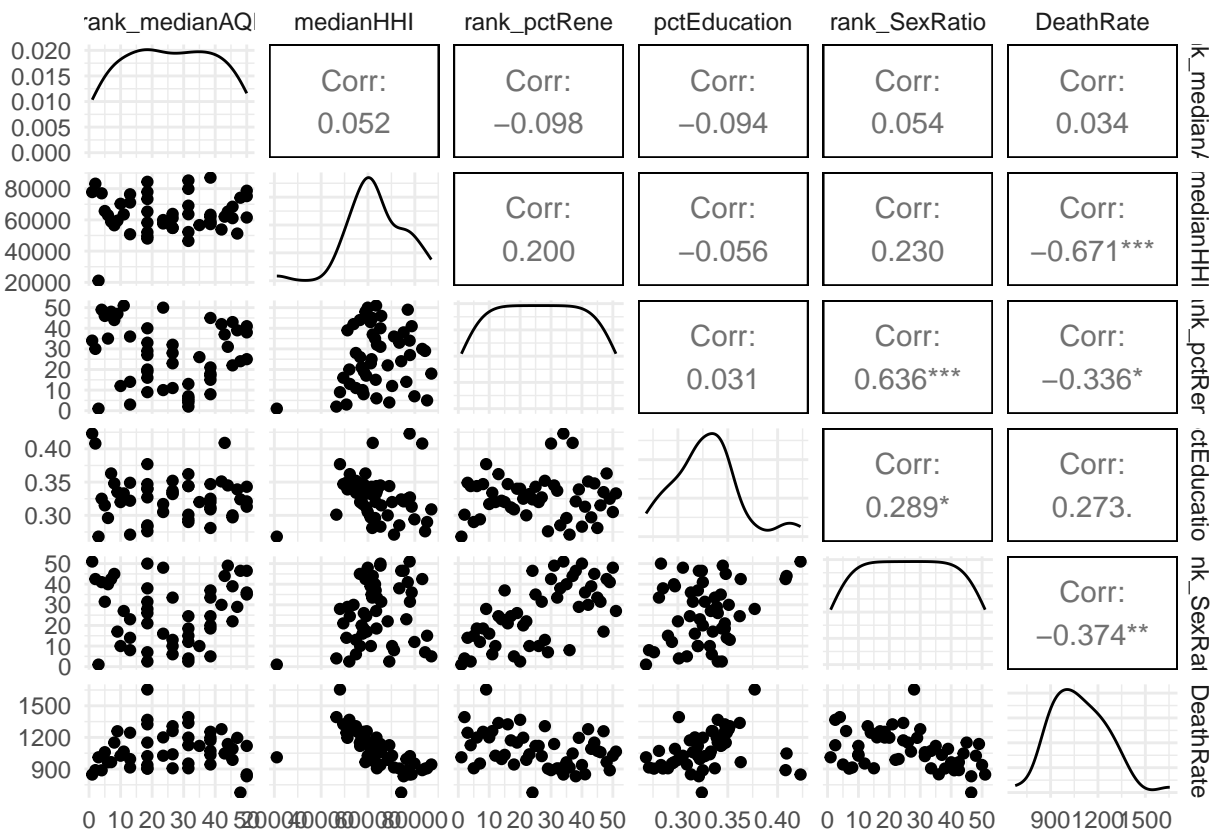 rank_medianAQI medianHHI rank_pctRene pctEducation rank_SexRatio DeathRate
0.020
0.015
0.010
0.005
0.000
Corr:
0.052
Corr:
−0.098
Corr:
−0.094
Corr:
0.054
Corr:
0.034
k_medianA
80000
60000
40000
20000
Corr:
0.200
Corr:
−0.056
Corr:
0.230
Corr:
−0.671***
medianHHI
50
40
30
20
10
0
Corr:
0.031
Corr:
0.636***
Corr:
−0.336*
nk_pctRer
0.40
0.35
0.30
Corr:
0.289*
Corr:
0.273.
ctEducatio
50
40
30
20
10
0
Corr:
−0.374**
nk_SexRat
1500
1200
900
DeathRate
0 10 20 30 40 50
20000 40000 60000 80000
0 10 20 30 40 50
0.30 0.35 0.40
0 10 20 30 40 50
900 1200 1500